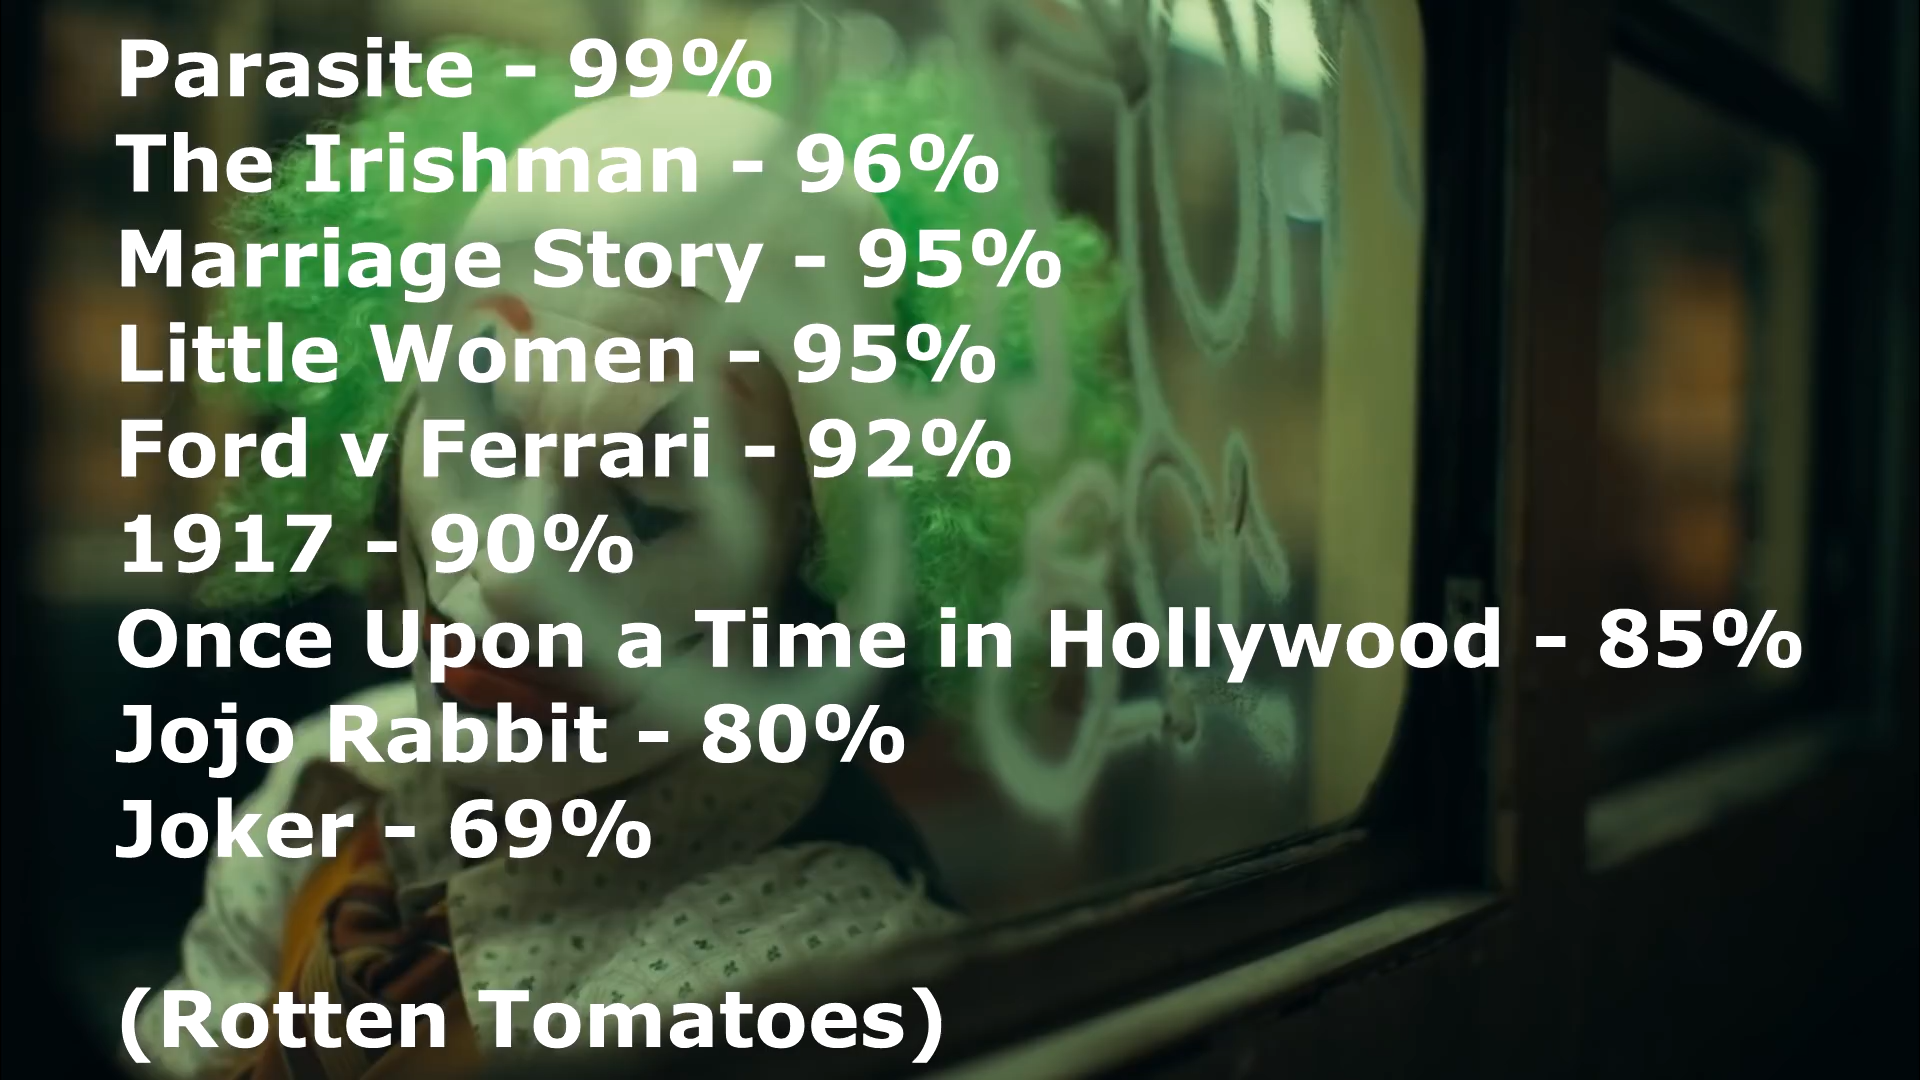 Parasite - 99%
The Irishman - 96%
Marriage Story - 95%
Little Women - 95%
Ford v Ferrari - 92%
1917 - 90%
Once Upon a Time in Hollywood - 85%
Jojo Rabbit - 80%
Joker - 69%
(Rotten Tomatoes)